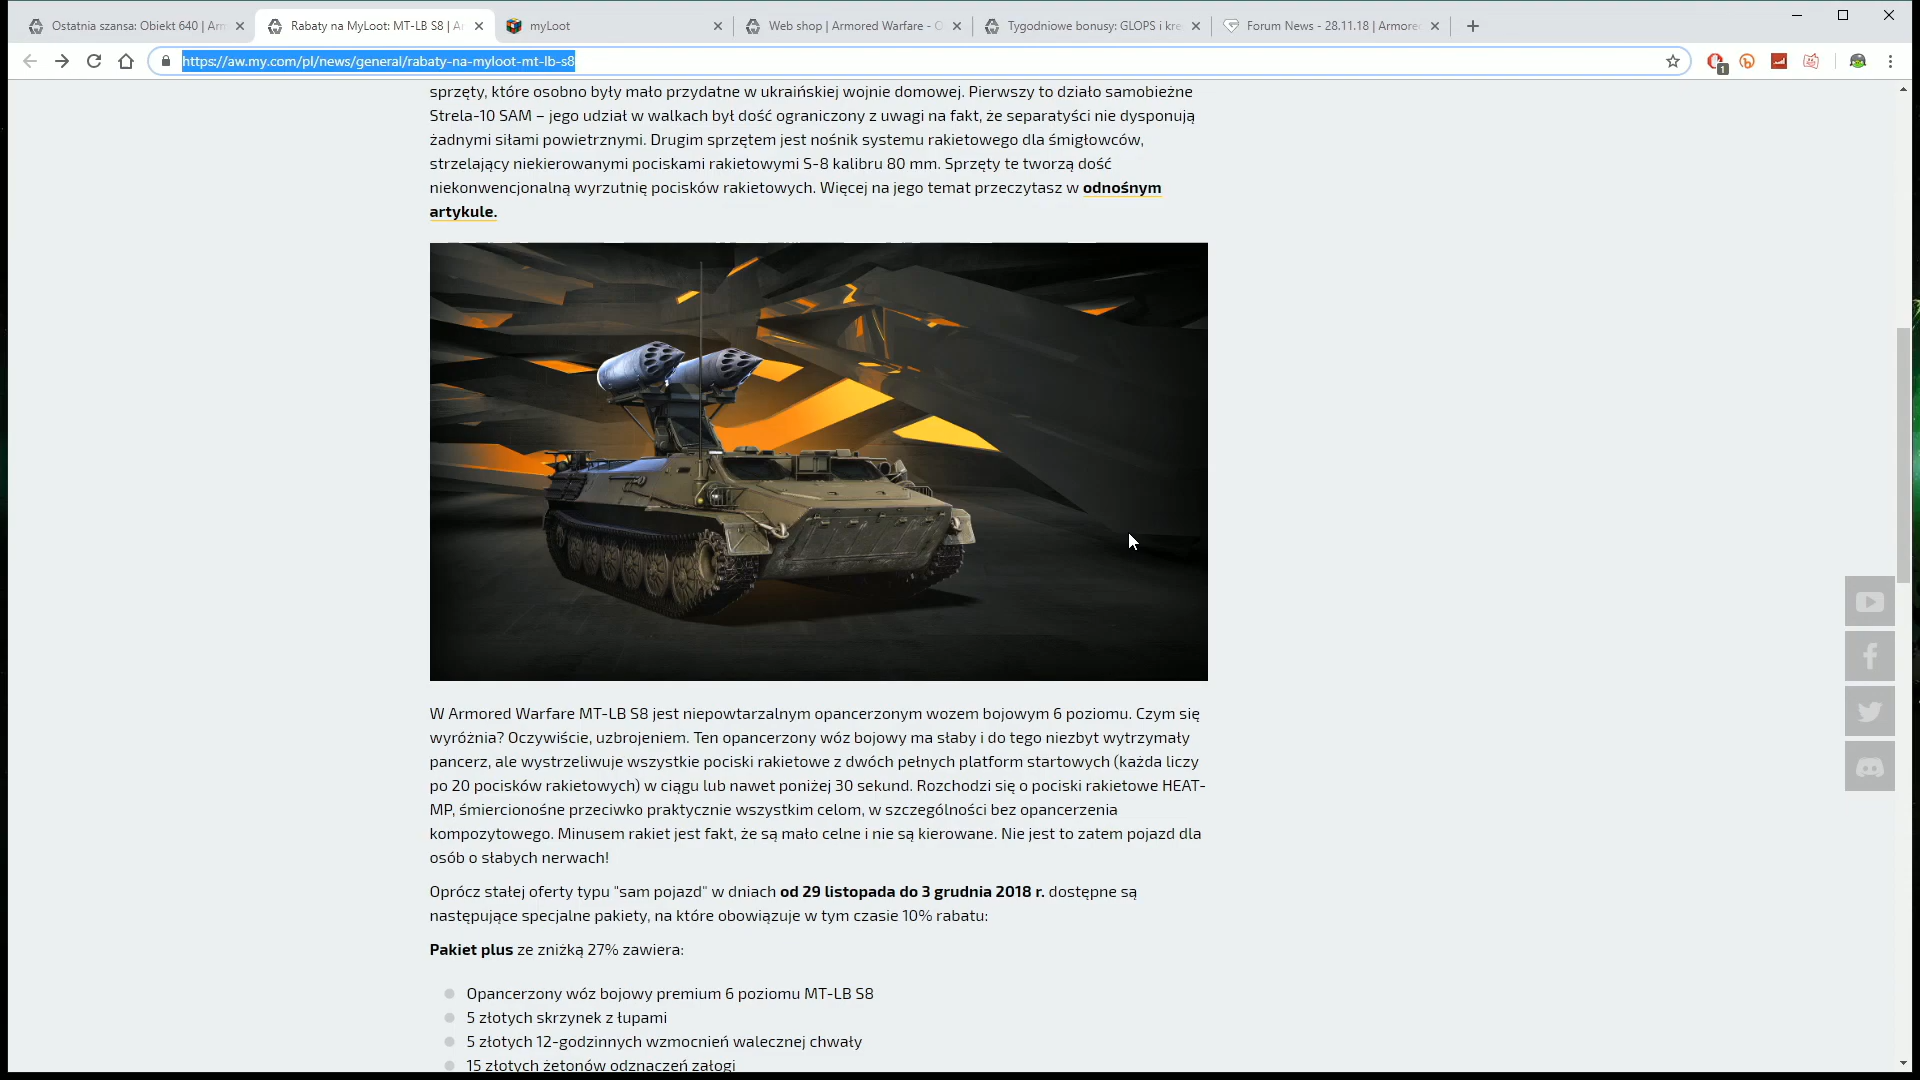 Ostatnia szansa: Obiekt 640 | Arm
Rabaty na MyLoot: MT-LB S8 | A
myLoot
Web shop | Armored Warfare - O
Tygodniowe bonusy: GLOPS i kre
Forum News - 28.11.18 | Armored
https://aw.my.com/pl/news/general/rabaty-na-myloot-mt-lb-s8
1
sprzęty, które osobno były mało przydatne w ukraińskiej wojnie domowej. Pierwszy to działo samobieżne
Strela-10 SAM – jego udział w walkach był dość ograniczony z uwagi na fakt, że separatyści nie dysponują
żadnymi siłami powietrznymi. Drugim sprzętem jest nośnik systemu rakietowego dla śmigłowców,
strzelający niekierowanymi pociskami rakietowymi S-8 kalibru 80 mm. Sprzęty te tworzą dość
niekonwencjonalną wyrzutnię pocisków rakietowych. Więcej na jego temat przeczytasz w odnośnym
artykule.
W Armored Warfare MT-LB S8 jest niepowtarzalnym opancerzonym wozem bojowym 6 poziomu. Czym się
wyróżnia? Oczywiście, uzbrojeniem. Ten opancerzony wóz bojowy ma słaby i do tego niezbyt wytrzymały
pancerz, ale wystrzeliwuje wszystkie pociski rakietowe z dwóch pełnych platform startowych (każda liczy
po 20 pocisków rakietowych) w ciągu lub nawet poniżej 30 sekund. Rozchodzi się o pociski rakietowe HEAT-
MP, śmiercionośne przeciwko praktycznie wszystkim celom, w szczególności bez opancerzenia
kompozytowego. Minusem rakiet jest fakt, że są mało celne i nie są kierowane. Nie jest to zatem pojazd dla
osób o słabych nerwach!
Oprócz stałej oferty typu "sam pojazd" w dniach od 29 listopada do 3 grudnia 2018 r. dostępne są
następujące specjalne pakiety, na które obowiązuje w tym czasie 10% rabatu:
Pakiet plus ze zniżką 27% zawiera:
Opancerzony wóz bojowy premium 6 poziomu MT-LB S8
5 złotych skrzynek z łupami
5 złotych 12-godzinnych wzmocnień walecznej chwały
15 złotych żetonów odznaczeń załogi